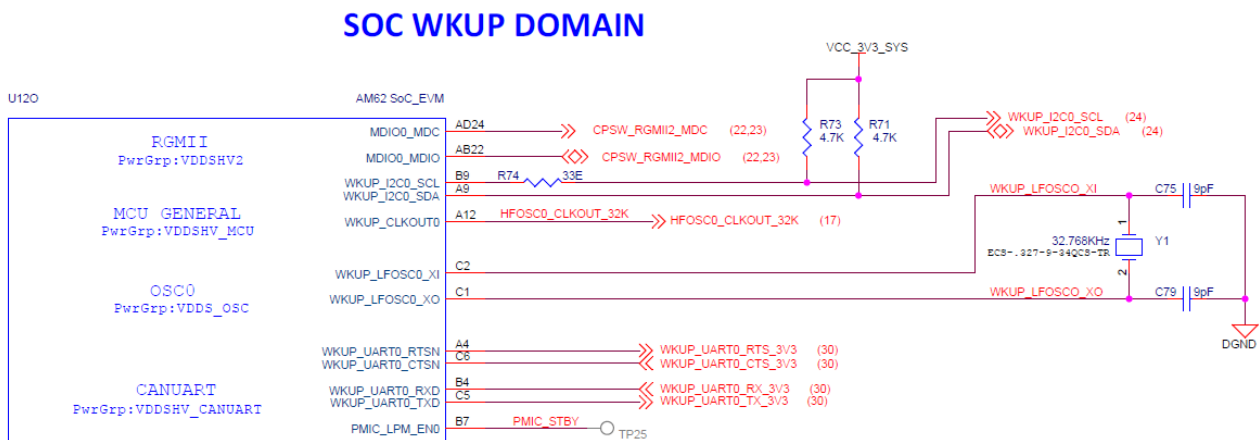 SOC WKUP DOMAIN
VCC_3V3_SYS
U12O
AM62 SoC_EVM
RGMII
PwrGrp:VDDSHV2
MDIO0_MDC
AD24
CPSW_RGMII2_MDC (22,23)
MDIO0_MDIO
AB22
CPSW_RGMII2_MDIO (22,23)
R73
4.7K
R71
4.7K
WKUP_I2C0_SCL (24)
WKUP_I2C0_SDA (24)
WKUP_I2C0_SCL
B9
R74
33E
WKUP_I2C0_SDA
A9
MCU GENERAL
PwrGrp:VDDSHV_MCU
WKUP_CLKOUT0
A12
HFOSC0_CLKOUT_32K
HFOSC0_CLKOUT_32K (17)
WKUP_LFOSCO_XI
C75
9pF
1
32.768KHz
ECS-.327-9-34QCS-TR
Y1
2
WKUP_LFOSC0_XI
C2
OSC0
PwrGrp:VDDS_OSC
WKUP_LFOSC0_XO
C1
WKUP_LFOSCO_XO
C79
9pF
DGND
WKUP_UART0_RTSN
A4
WKUP_UART0_RTS_3V3 (30)
WKUP_UART0_CTSN
C6
WKUP_UART0_CTS_3V3 (30)
CANUART
PwrGrp:VDDSHV_CANUART
WKUP_UART0_RXD
B4
WKUP_UART0_RX_3V3 (30)
WKUP_UART0_TXD
C5
WKUP_UART0_TX_3V3 (30)
PMIC_LPM_EN0
B7
PMIC_STBY
TP25